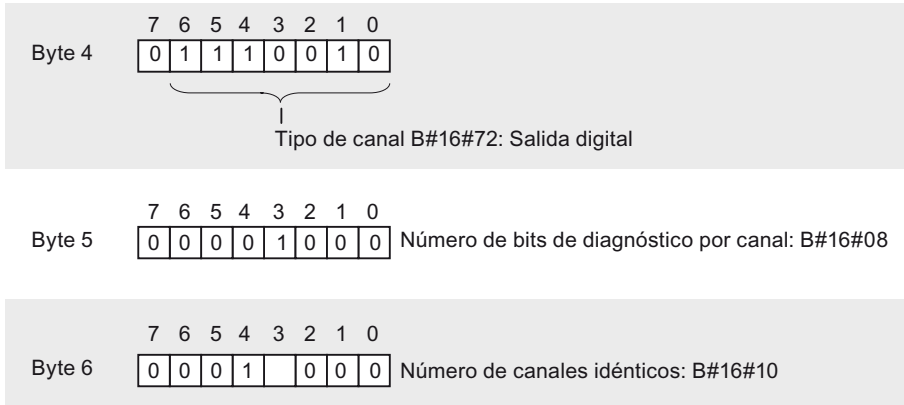 7 6 5 4 3 2 1 0
Byte 4 0 1 1 1 0 0 1 0
Tipo de canal B#16#72: Salida digital
7 6 5 4 3 2 1 0
Byte 5 0 0 0 0 1 0 0 0 Número de bits de diagnóstico por canal: B#16#08
7 6 5 4 3 2 1 0
Byte 6 0 0 0 1 0 0 0 Número de canales idénticos: B#16#10